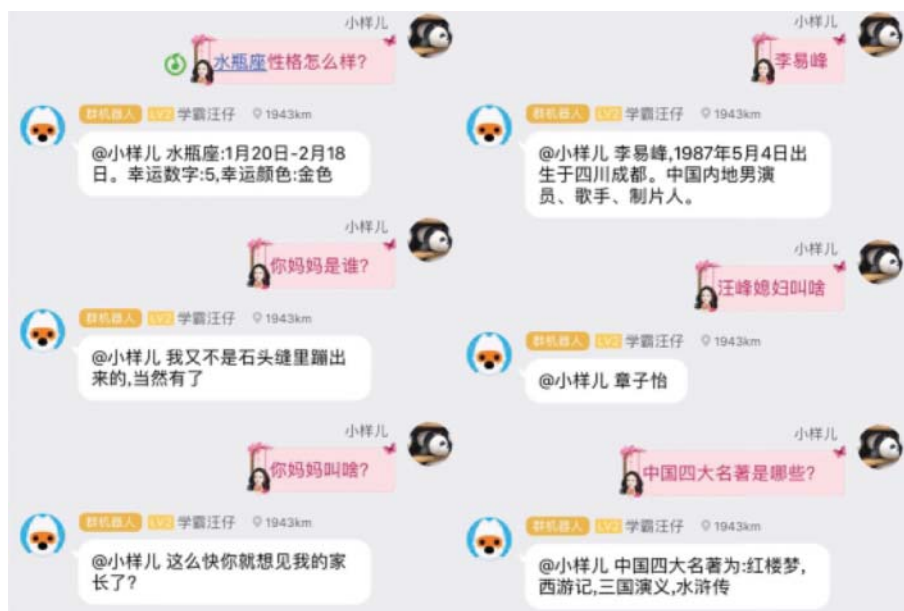 小样儿
水瓶座性格怎么样?
群机器人 LV2 学霸汪仔 1943km
@小样儿 水瓶座:1月20日-2月18
日。幸运数字:5,幸运颜色:金色
小样儿
你妈妈是谁?
群机器人 LV2 学霸汪仔 1943km
@小样儿 我又不是石头缝里蹦出
来的,当然有了
小样儿
你妈妈叫啥?
群机器人 LV2 学霸汪仔 1943km
@小样儿 这么快你就想见我的家
长了?
小样儿
李易峰
群机器人 LV2 学霸汪仔 1943km
@小样儿 李易峰,1987年5月4日出
生于四川成都。中国内地男演
员、歌手、制片人。
小样儿
汪峰媳妇叫啥
群机器人 LV2 学霸汪仔 1943km
@小样儿 章子怡
小样儿
中国四大名著是哪些?
群机器人 LV2 学霸汪仔 1943km
@小样儿 中国四大名著为:红楼梦,
西游记,三国演义,水浒传